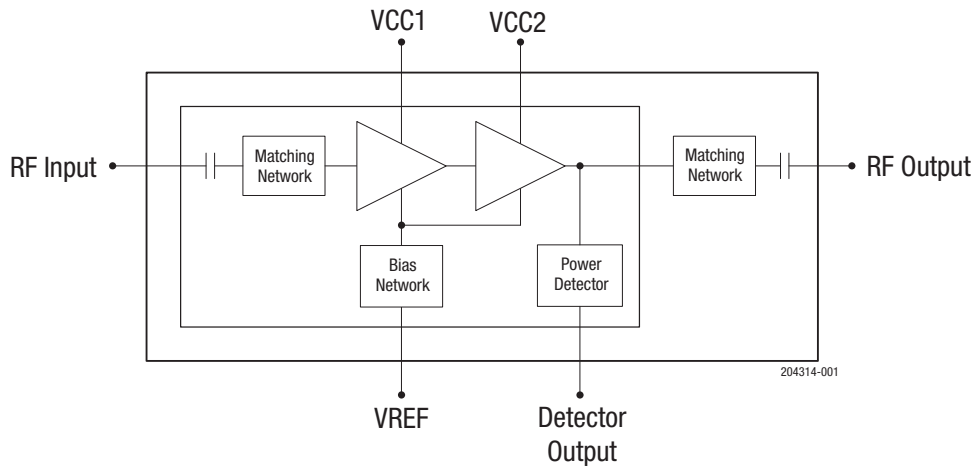 VCC1
VCC2
RF Input
Matching
Network
Matching
Network
RF Output
Bias
Network
Power
Detector
204314-001
VREF
Detector
Output